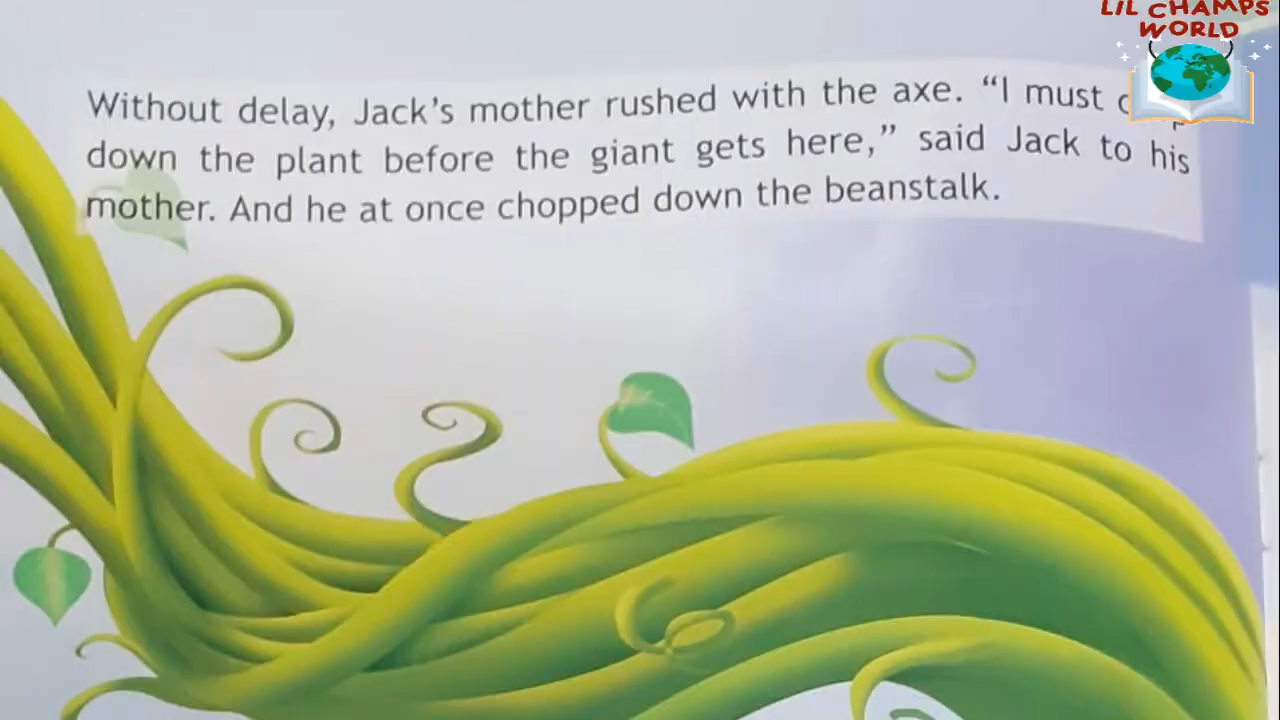 LIL CHAMPS
WORLD
Without delay, Jack's mother rushed with the axe. “I must
down the plant before the giant gets here,” said Jack to his
mother. And he at once chopped down the beanstalk.